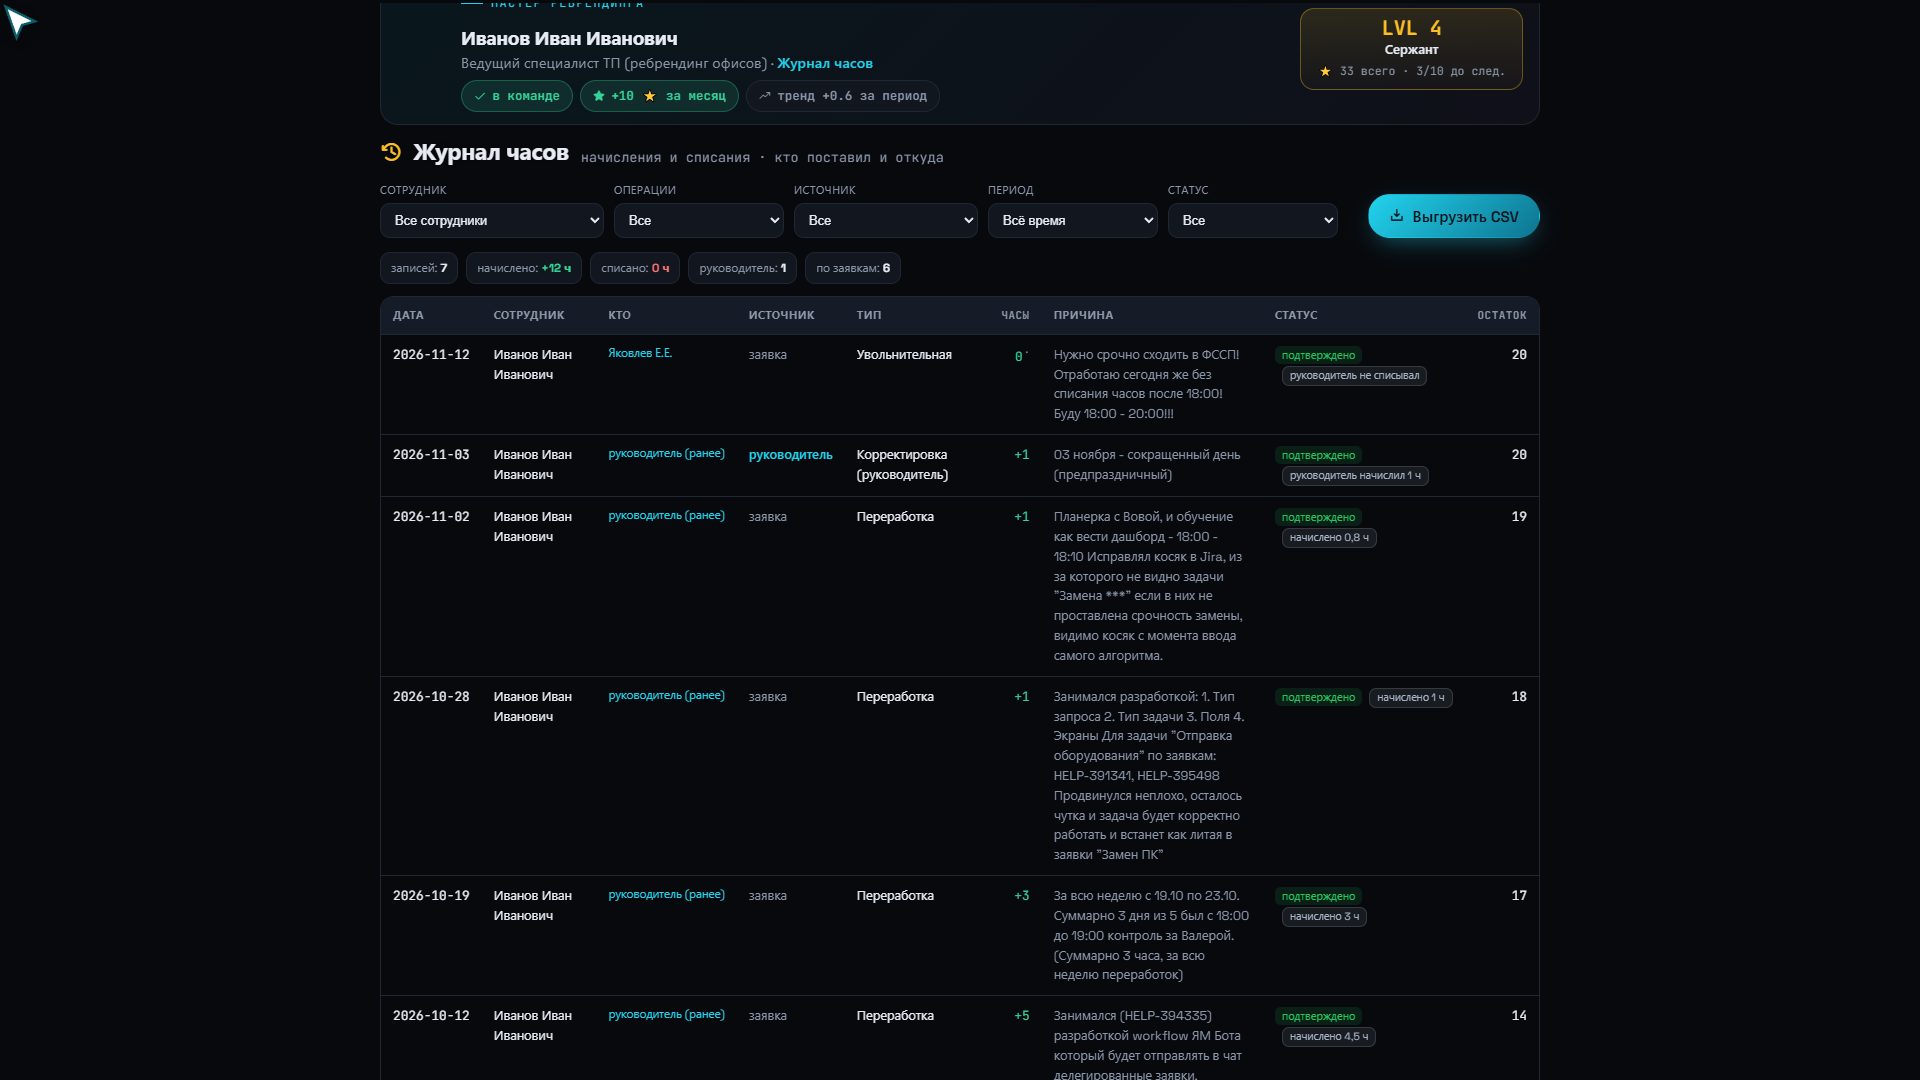 МАСТЕР РЕБРЕНДИНГА
Иванов Иван Иванович
Ведущий специалист ТП (ребрендинг офисов) · Журнал часов
в команде
+10 за месяц
тренд +0.6 за период
LVL 4
Сержант
33 всего · 3/10 до след.
Журнал часов начисления и списания · кто поставил и откуда
СОТРУДНИК ОПЕРАЦИИ ИСТОЧНИК ПЕРИОД СТАТУС
Все сотрудники Все Все Всё время Все
Выгрузить CSV
записей: 7 начислено: +12 ч списано: 0 ч руководитель: 1 по заявкам: 6
ДАТА СОТРУДНИК КТО ИСТОЧНИК ТИП ЧАСЫ ПРИЧИНА СТАТУС ОСТАТОК
2026-11-12
Иванов Иван
Иванович
Яковлев Е.Е.
заявка
Увольнительная
0
Нужно срочно сходить в ФССП!
Отработаю сегодня же без
списания часов после 18:00!
Буду 18:00 - 20:00!!!
подтверждено
руководитель не списывал
20
2026-11-03
Иванов Иван
Иванович
руководитель (ранее)
руководитель
Корректировка
(руководитель)
+1
03 ноября - сокращенный день
(предпраздничный)
подтверждено
руководитель начислил 1 ч
20
2026-11-02
Иванов Иван
Иванович
руководитель (ранее)
заявка
Переработка
+1
Планерка с Вовой, и обучение
как вести дашборд - 18:00 -
18:10 Исправлял косяк в Jira, из
за которого не видно задачи
"Замена ***" если в них не
проставлена срочность замены,
видимо косяк с момента ввода
самого алгоритма.
подтверждено
начислено 0,8 ч
19
2026-10-28
Иванов Иван
Иванович
руководитель (ранее)
заявка
Переработка
+1
Занимался разработкой: 1. Тип
запроса 2. Тип задачи 3. Поля 4.
Экраны Для задачи "Отправка
оборудования" по заявкам:
HELP-391341, HELP-395498
Продвинулся неплохо, осталось
чутка и задача будет корректно
работать и встанет как литая в
заявки "Замен ПК"
подтверждено начислено 1 ч
18
2026-10-19
Иванов Иван
Иванович
руководитель (ранее)
заявка
Переработка
+3
За всю неделю с 19.10 по 23.10.
Суммарно 3 дня из 5 был с 18:00
до 19:00 контроль за Валерой.
(Суммарно 3 часа, за всю
неделю переработок)
подтверждено
начислено 3 ч
17
2026-10-12
Иванов Иван
Иванович
руководитель (ранее)
заявка
Переработка
+5
Занимался (HELP-394335)
разработкой workflow ЯМ Бота
который будет отправлять в чат
делегированные заявки.
подтверждено
начислено 4,5 ч
14